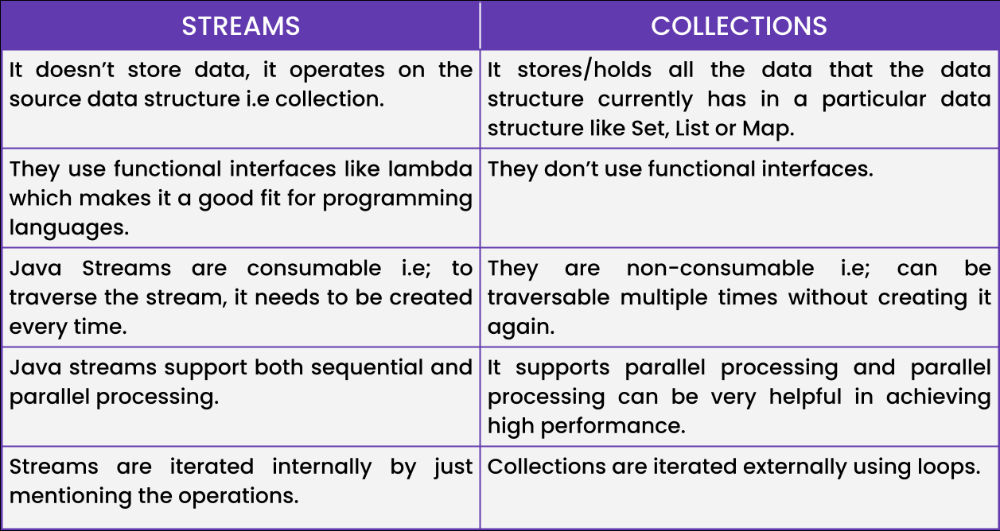 STREAMS
COLLECTIONS
It doesn’t store data, it operates on the
source data structure i.e collection.
It stores/holds all the data that the data
structure currently has in a particular data
structure like Set, List or Map.
They use functional interfaces like lambda
which makes it a good fit for programming
languages.
They don’t use functional interfaces.
Java Streams are consumable i.e; to
traverse the stream, it needs to be created
every time.
They are non-consumable i.e; can be
traversable multiple times without creating it
again.
Java streams support both sequential and
parallel processing.
It supports parallel processing and parallel
processing can be very helpful in achieving
high performance.
Streams are iterated internally by just
mentioning the operations.
Collections are iterated externally using loops.